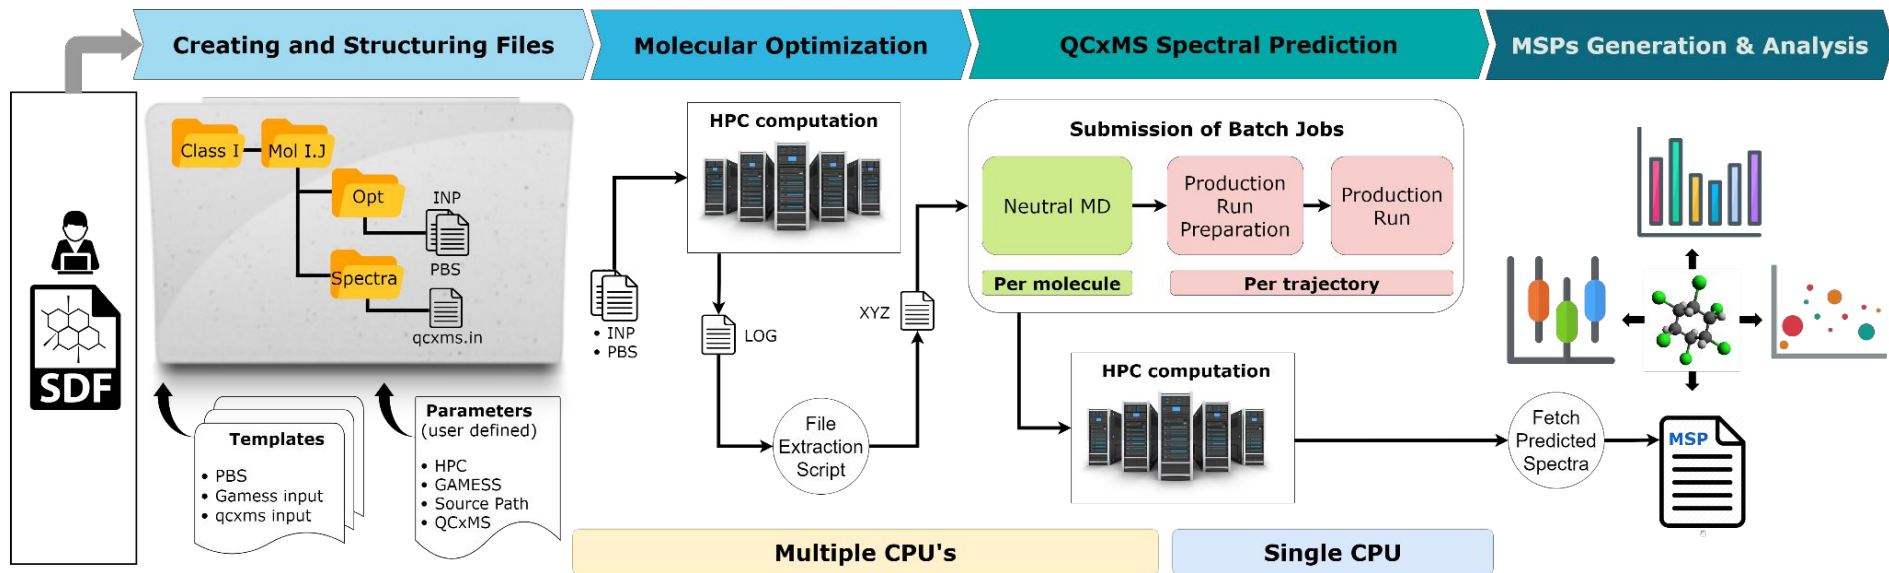 Creating and Structuring Files
Molecular Optimization
QCxMS Spectral Prediction
MSPs Generation & Analysis
SDF
Class I
Mol I.J
Opt
INP
PBS
Spectra
qcxms.in
Templates
• PBS
• Gamess input
• qcxms input
Parameters
(user defined)
• HPC
• GAMESS
• Source Path
• QCxMS
• INP
• PBS
HPC computation
LOG
File
Extraction
Script
XYZ
Submission of Batch Jobs
Neutral MD
Production
Run
Preparation
Production
Run
Per molecule
Per trajectory
HPC computation
Fetch
Predicted
Spectra
MSP
Multiple CPU's
Single CPU